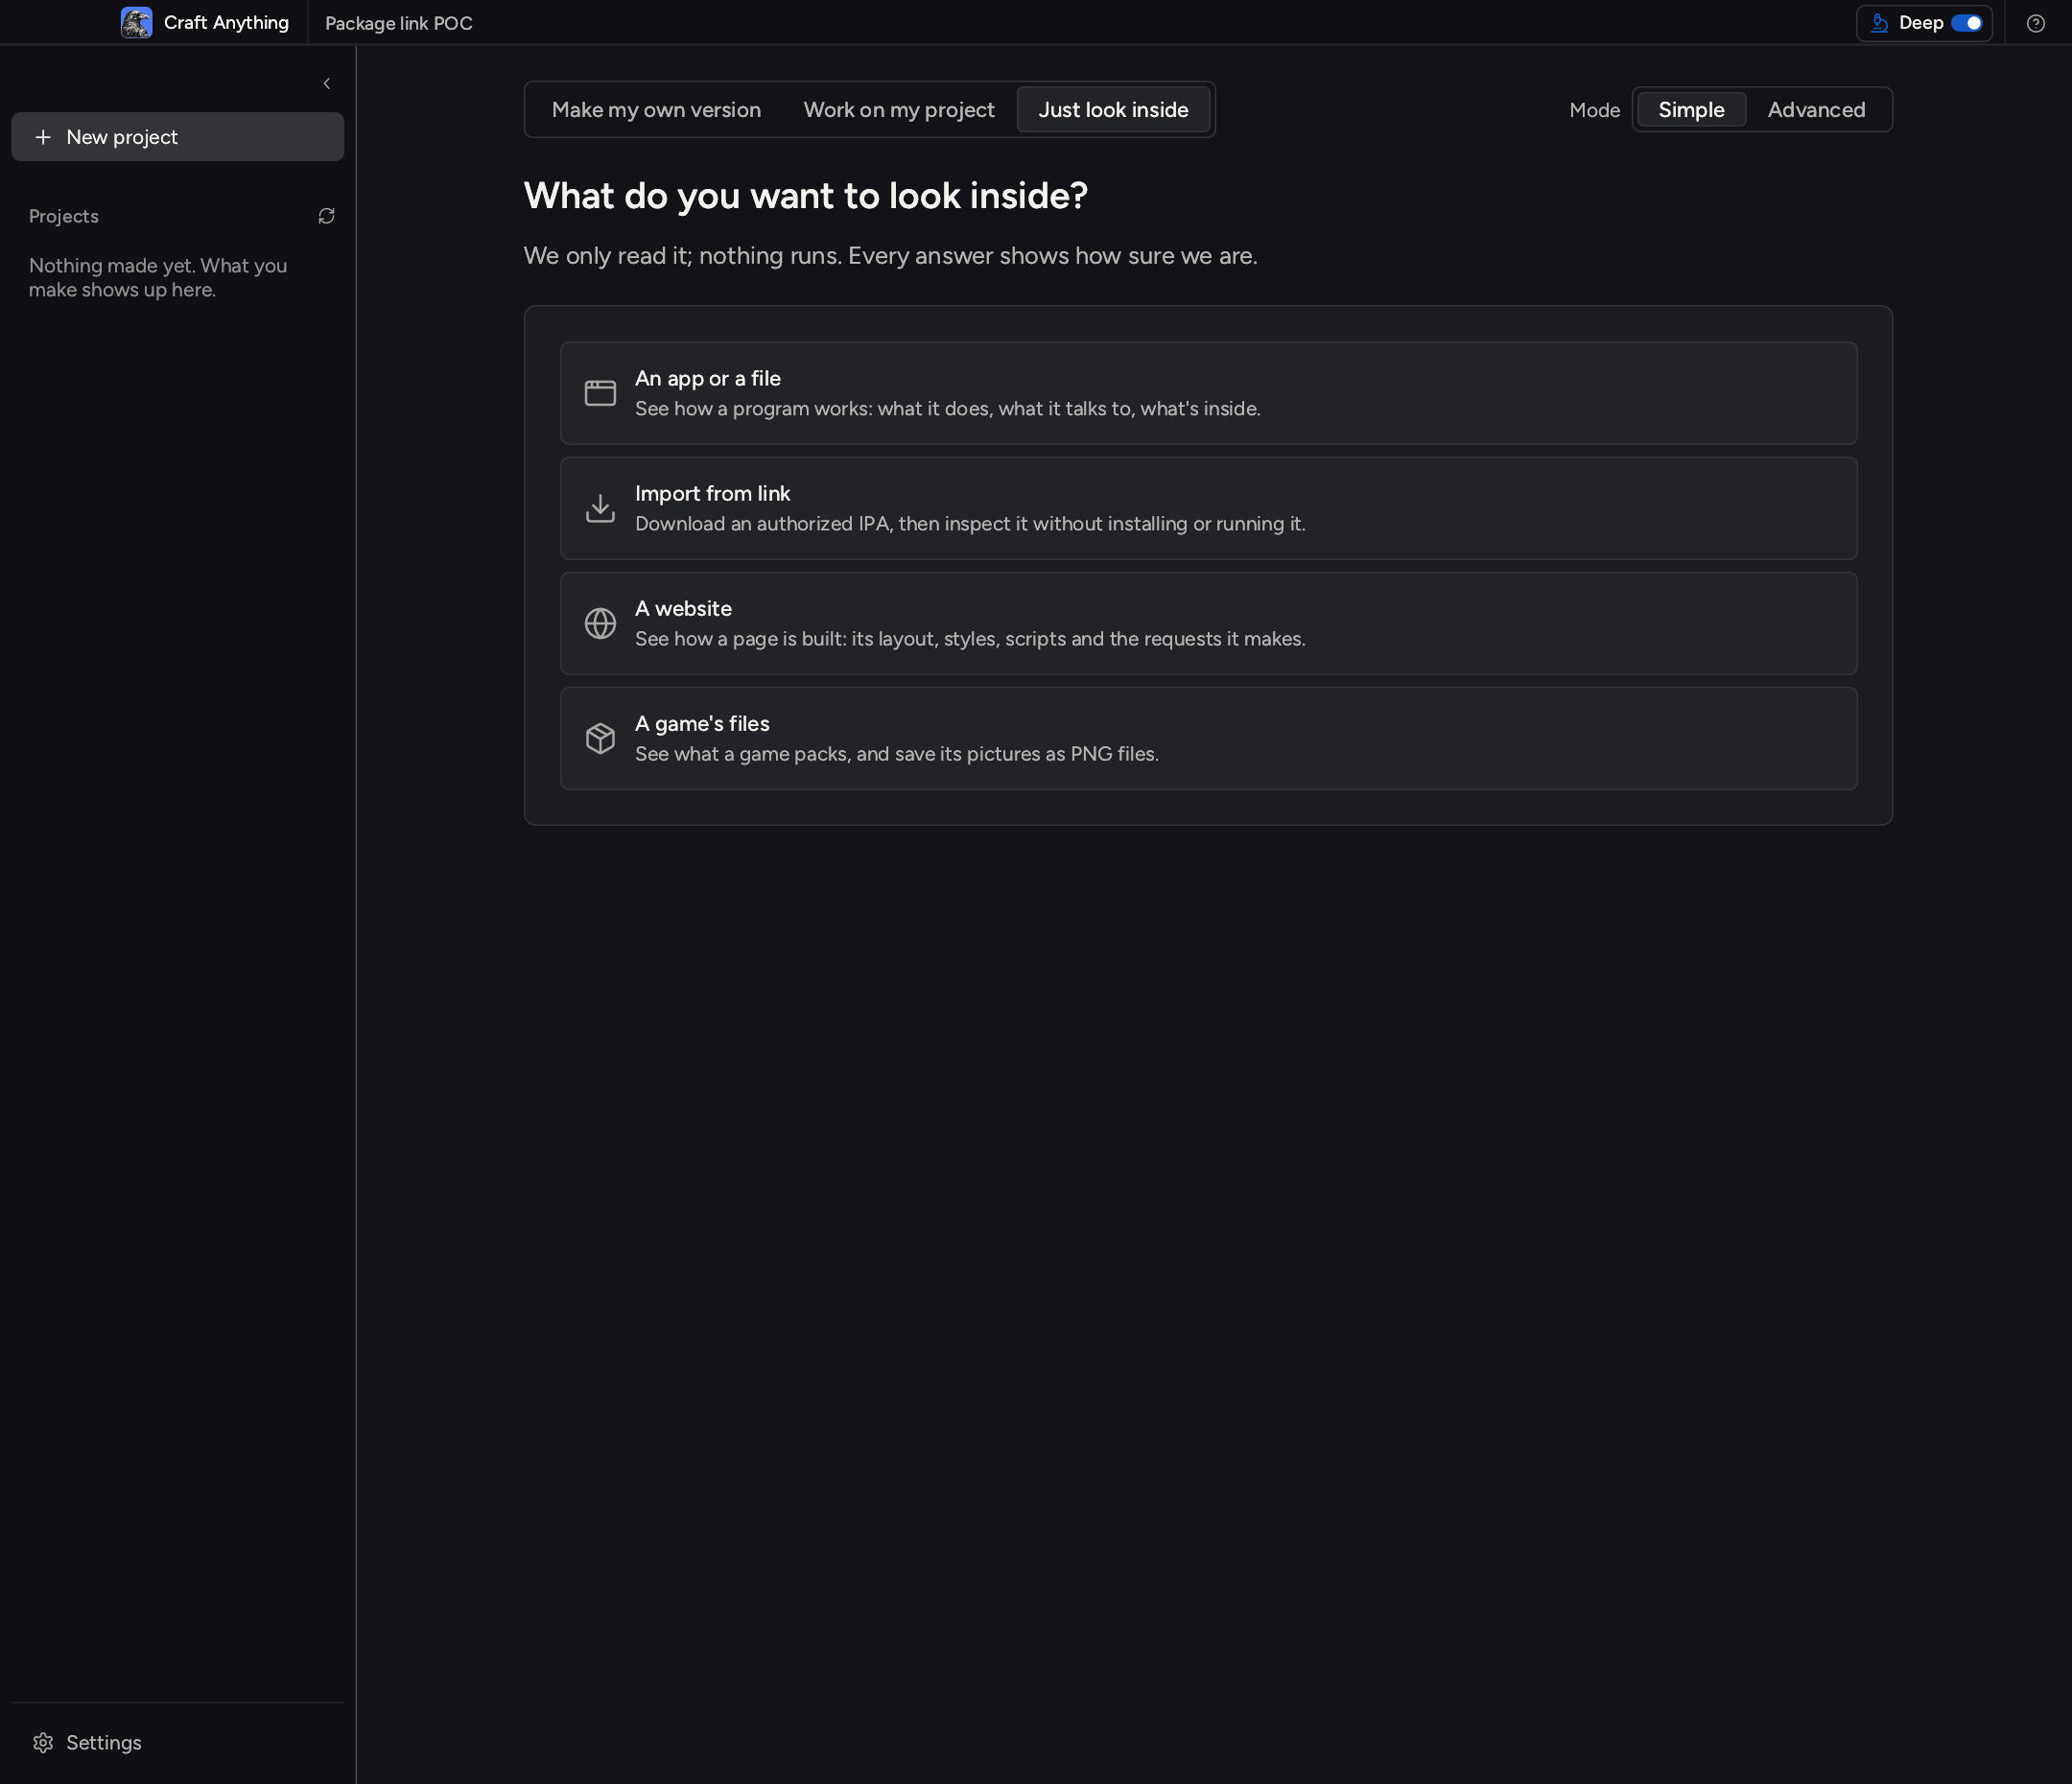 Craft Anything
Package link POC
Deep
New project
Projects
Nothing made yet. What you
make shows up here.
Make my own version
Work on my project
Just look inside
Mode
Simple
Advanced
What do you want to look inside?
We only read it; nothing runs. Every answer shows how sure we are.
An app or a file
See how a program works: what it does, what it talks to, what's inside.
Import from link
Download an authorized IPA, then inspect it without installing or running it.
A website
See how a page is built: its layout, styles, scripts and the requests it makes.
A game's files
See what a game packs, and save its pictures as PNG files.
Settings